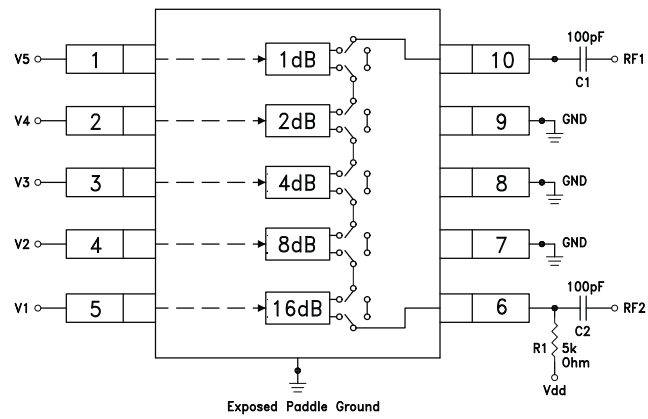 V5 1 1dB 10 100pF C1 RF1
V4 2 2dB 9 GND
V3 3 4dB 8 GND
V2 4 8dB 7 GND
V1 5 16dB 6 100pF C2 RF2
R1 5k Ohm
Vdd
Exposed Paddle Ground